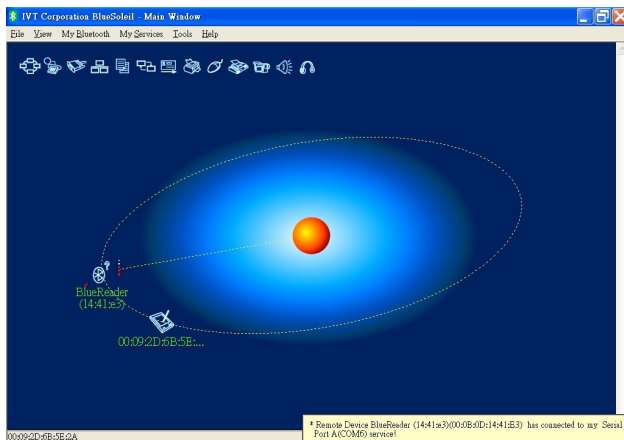 IVT Corporation BlueSoleil - Main Window
File View My Bluetooth My Services Tools Help
BlueReader
(14:41:e3)
00:09:2D:6B:5E:...
* Remote Device BlueReader (14:41:e3)(00:0B:0D:14:41:E3) has connected to my Serial
Port A(COM6) service!
00:09:2D:6B:5E:2A